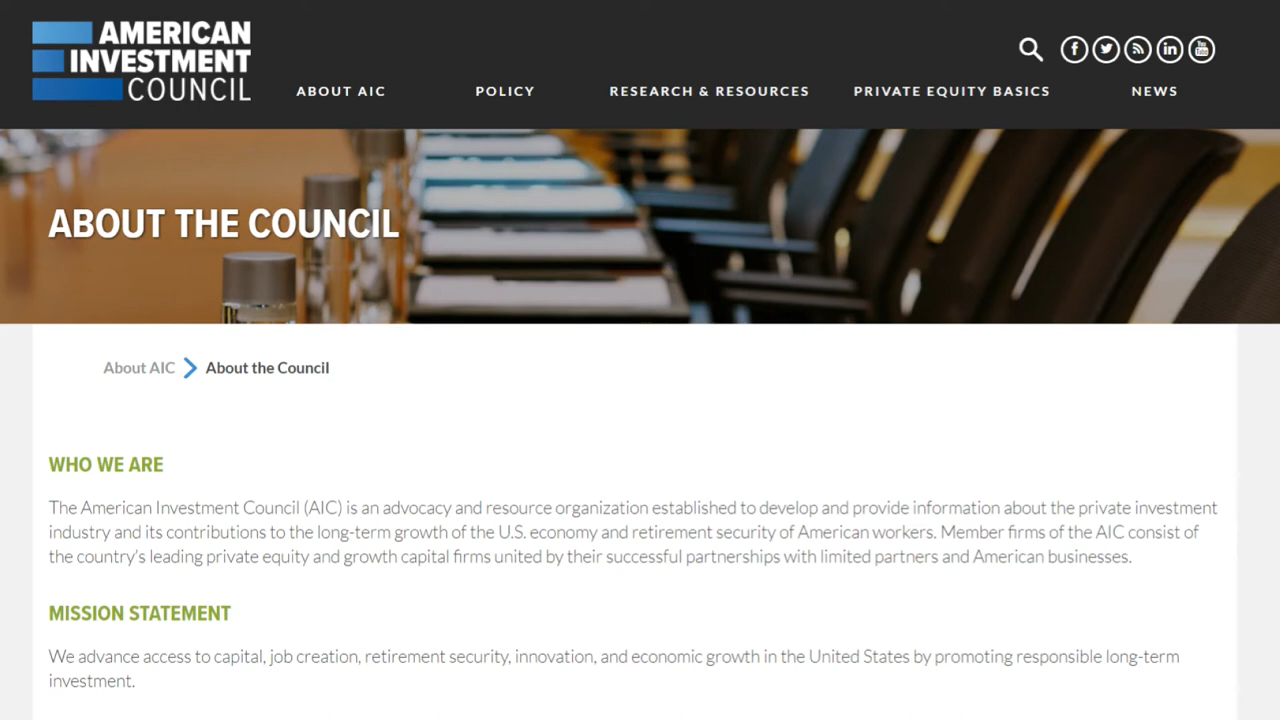 AMERICAN
INVESTMENT
COUNCIL
ABOUT AIC
POLICY
RESEARCH & RESOURCES
PRIVATE EQUITY BASICS
NEWS
ABOUT THE COUNCIL
About AIC
About the Council
WHO WE ARE
The American Investment Council (AIC) is an advocacy and resource organization established to develop and provide information about the private investment
industry and its contributions to the long-term growth of the U.S. economy and retirement security of American workers. Member firms of the AIC consist of
the country's leading private equity and growth capital firms united by their successful partnerships with limited partners and American businesses.
MISSION STATEMENT
We advance access to capital, job creation, retirement security, innovation, and economic growth in the United States by promoting responsible long-term
investment.